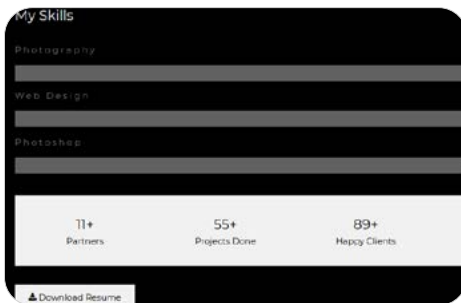 My Skills
Photography
Web Design
Photoshop
11+ 55+ 89+
Partners Projects Done Happy Clients
Download Resume